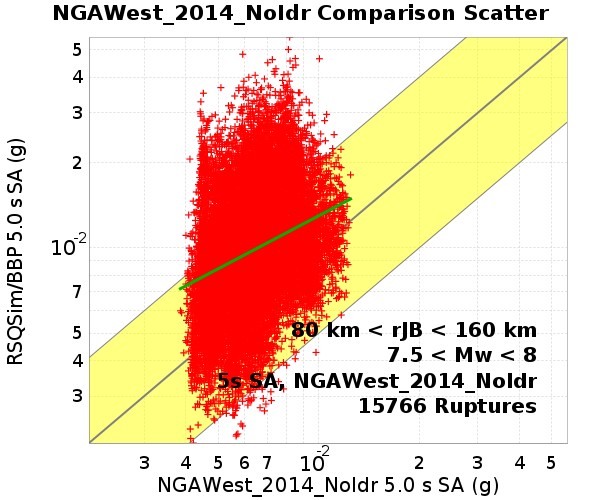 NGAWest_2014_NoIdr Comparison Scatter
RSQSim/BBP 5.0 s SA (g)
5
4
3
2
10-2
7
5
4
3
80 km < rJB < 160 km
7.5 < Mw < 8
5s SA, NGAWest_2014_NoIdr
15766 Ruptures
3 4 5 6 7 10-2 2 3 4 5
NGAWest_2014_NoIdr 5.0 s SA (g)